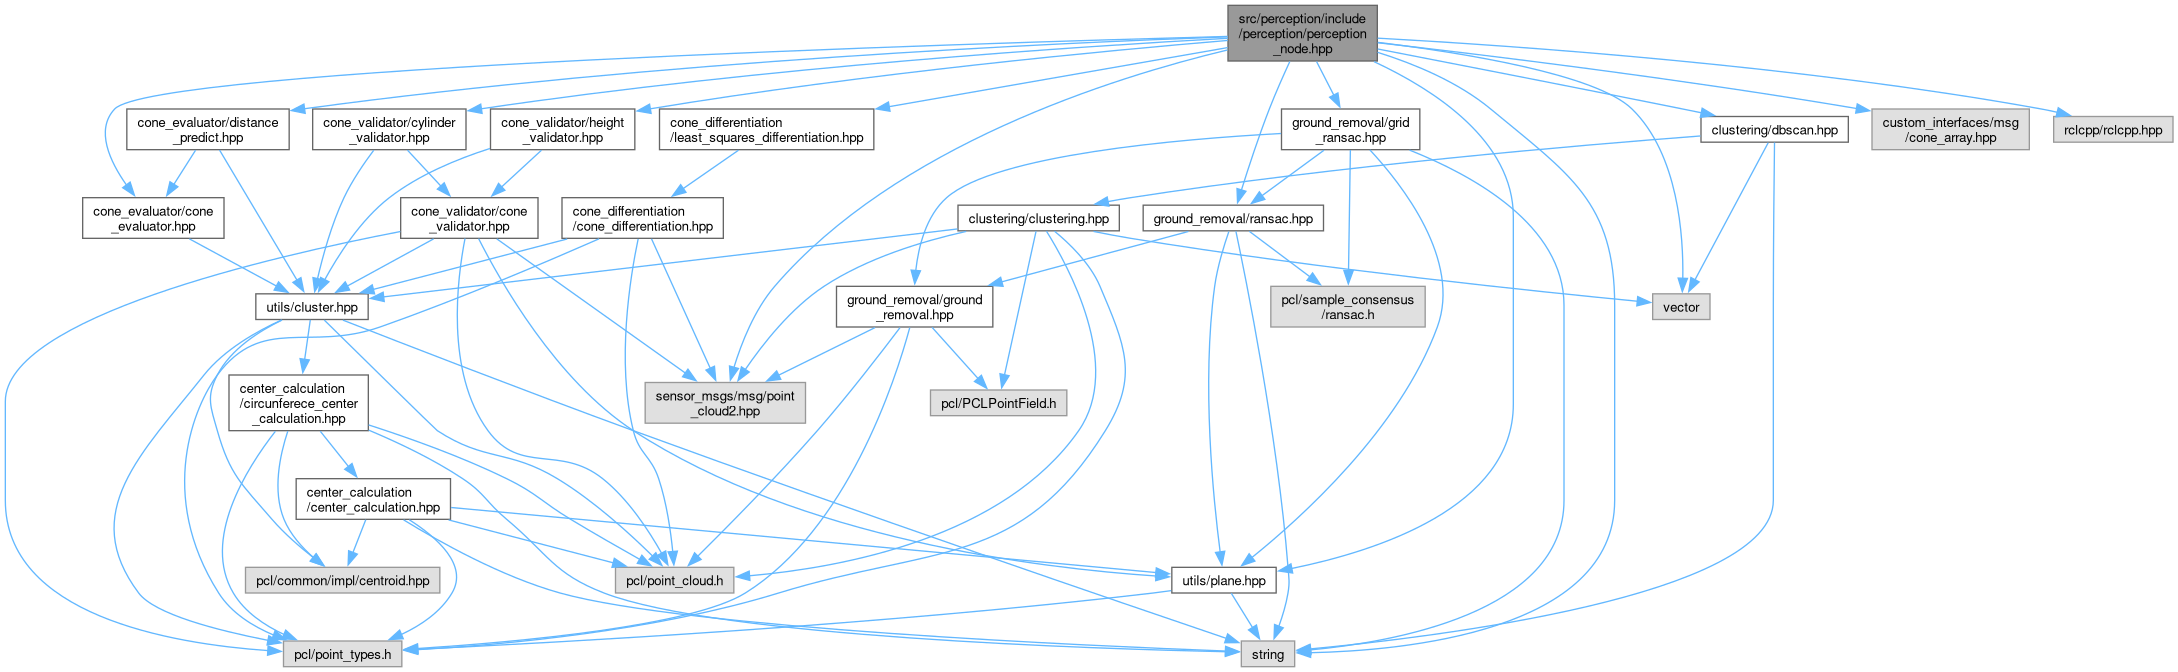 src/perception/include
/perception/perception
_node.hpp
cone_evaluator/distance
_predict.hpp
cone_validator/cylinder
_validator.hpp
cone_validator/height
_validator.hpp
cone_differentiation
/least_squares_differentiation.hpp
ground_removal/grid
_ransac.hpp
clustering/dbscan.hpp
custom_interfaces/msg
/cone_array.hpp
rclcpp/rclcpp.hpp
cone_evaluator/cone
_evaluator.hpp
cone_validator/cone
_validator.hpp
cone_differentiation
/cone_differentiation.hpp
clustering/clustering.hpp
ground_removal/ransac.hpp
utils/cluster.hpp
ground_removal/ground
_removal.hpp
pcl/sample_consensus
/ransac.h
vector
center_calculation
/circunferece_center
_calculation.hpp
sensor_msgs/msg/point
_cloud2.hpp
pcl/PCLPointField.h
center_calculation
/center_calculation.hpp
pcl/common/impl/centroid.hpp
pcl/point_cloud.h
utils/plane.hpp
pcl/point_types.h
string